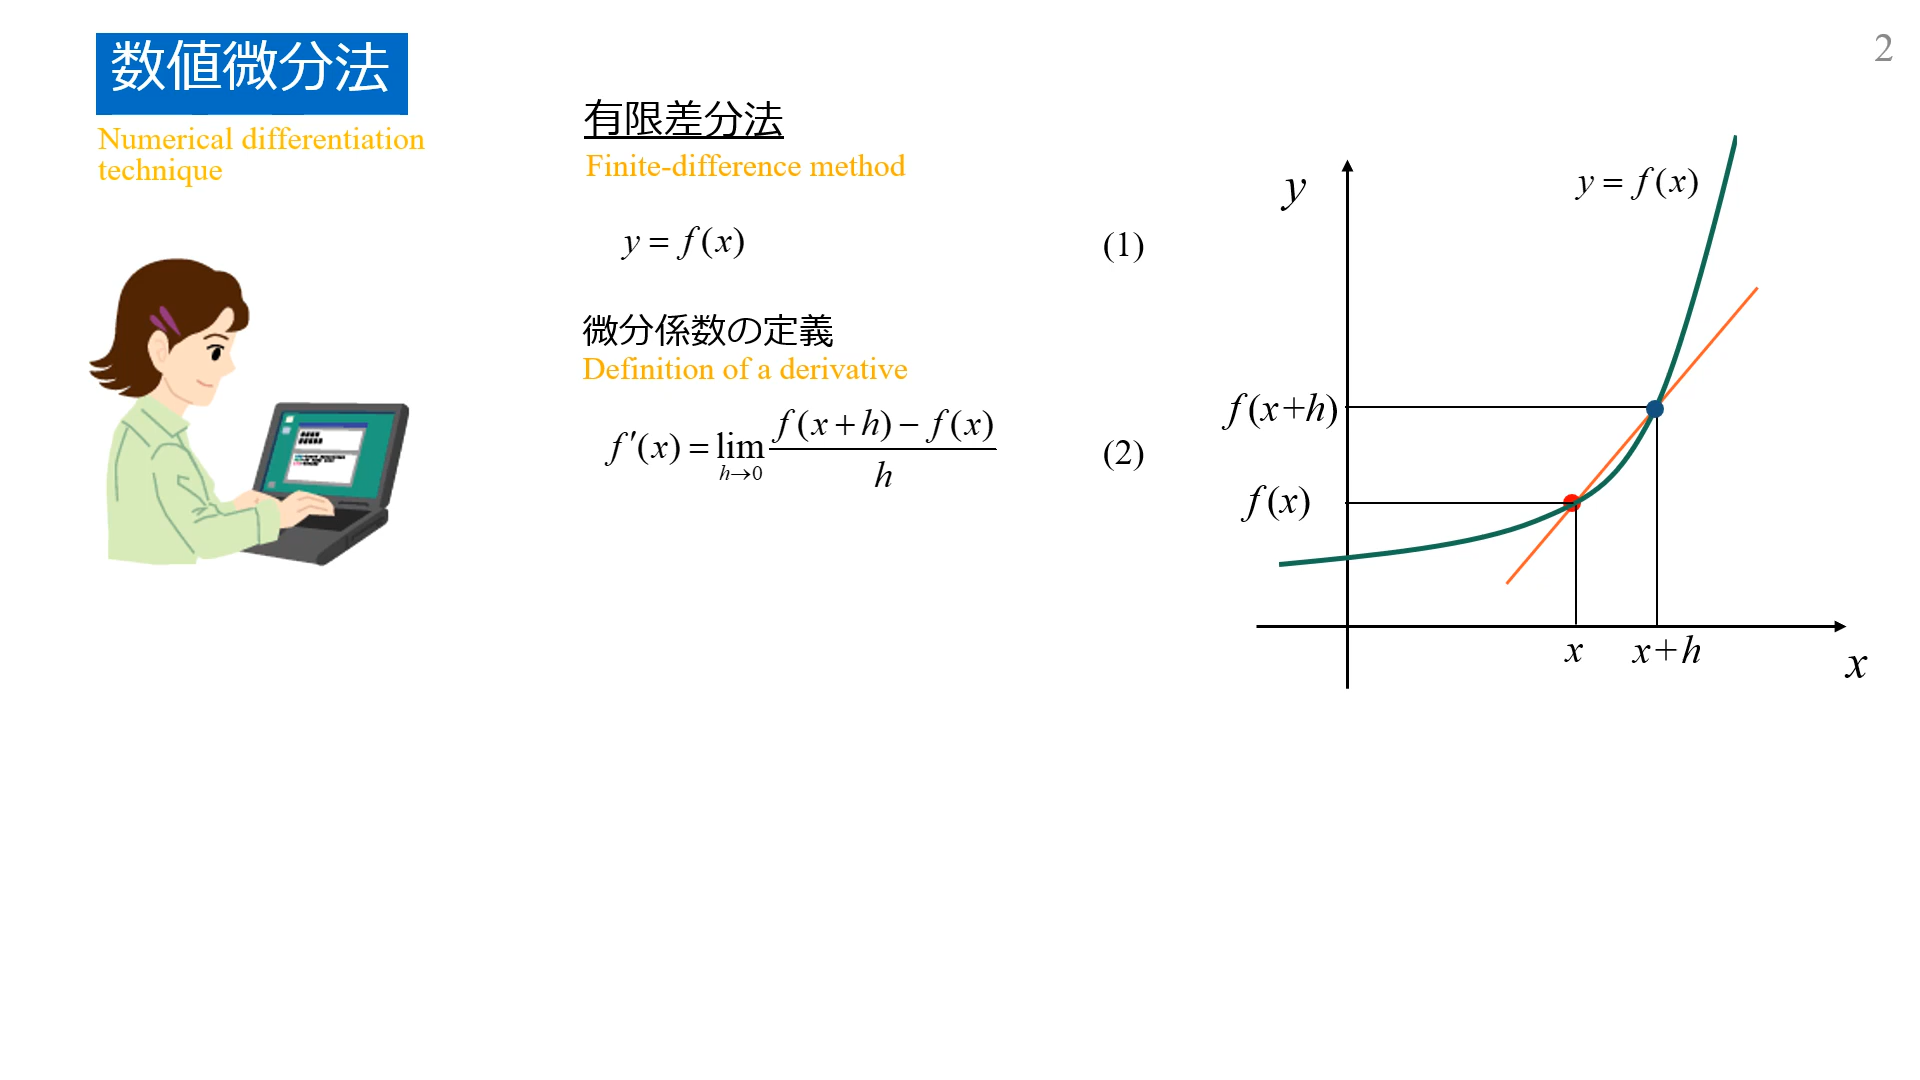 2
数値微分法
Numerical differentiation
technique
有限差分法
Finite-difference method
y = f(x) (1)
微分係数の定義
Definition of a derivative
f′(x) = lim h→0 f(x+h) − f(x) / h (2)
y
y = f(x)
f(x+h)
f(x)
x
x+h
x